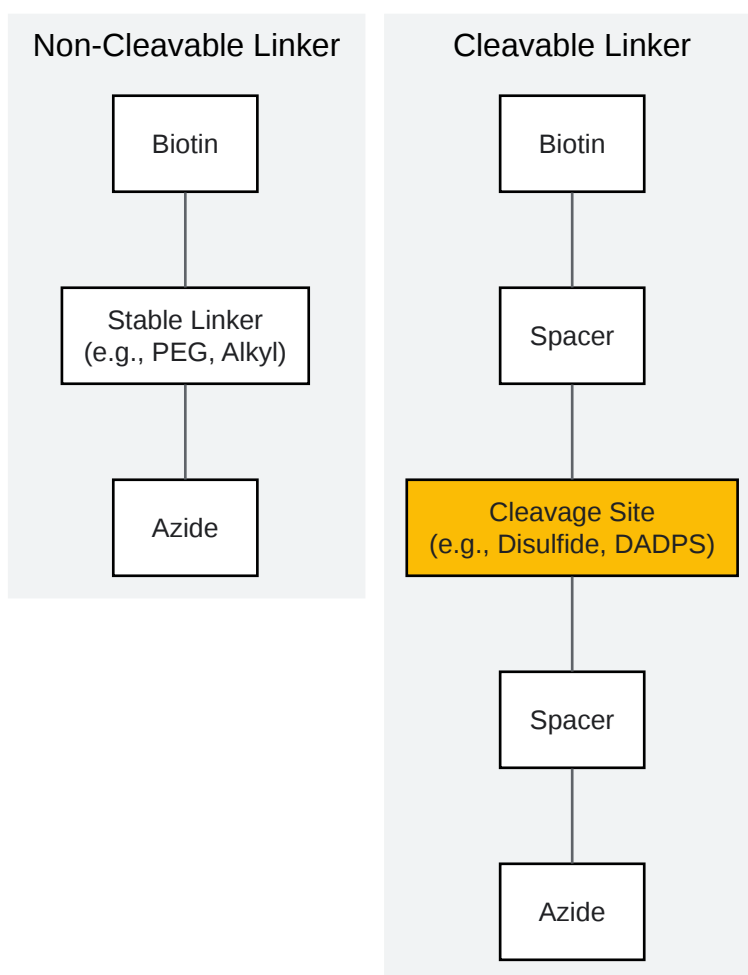 Non-Cleavable Linker
Biotin
Stable Linker
(e.g., PEG, Alkyl)
Azide
Cleavable Linker
Biotin
Spacer
Cleavage Site
(e.g., Disulfide, DADPS)
Spacer
Azide